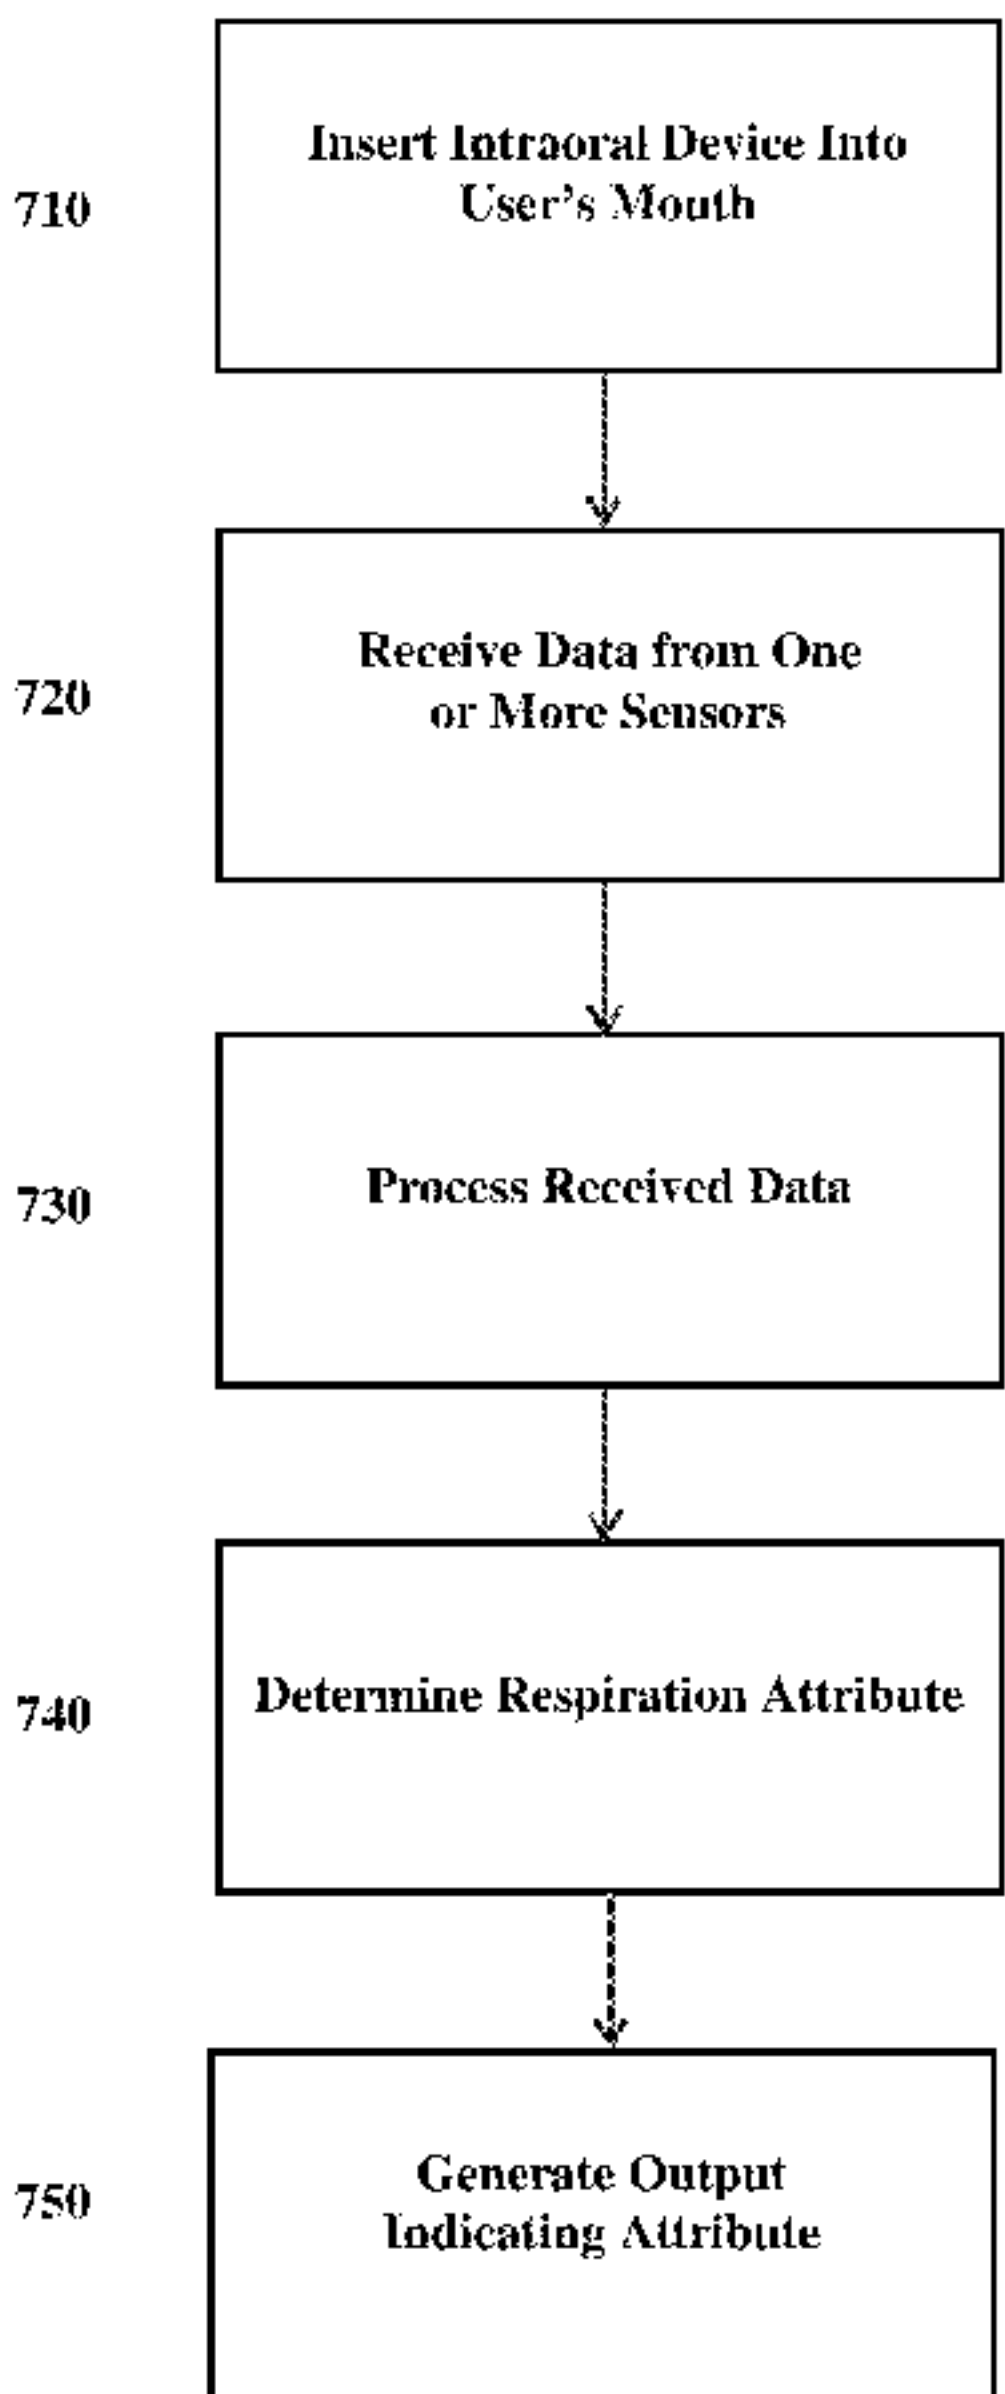 Insert Intraoral Device Into
User's Mouth
710
Receive Data from One
or More Sensors
720
Process Received Data
730
Determine Respiration Attribute
740
Generate Output
Indicating Attribute
750